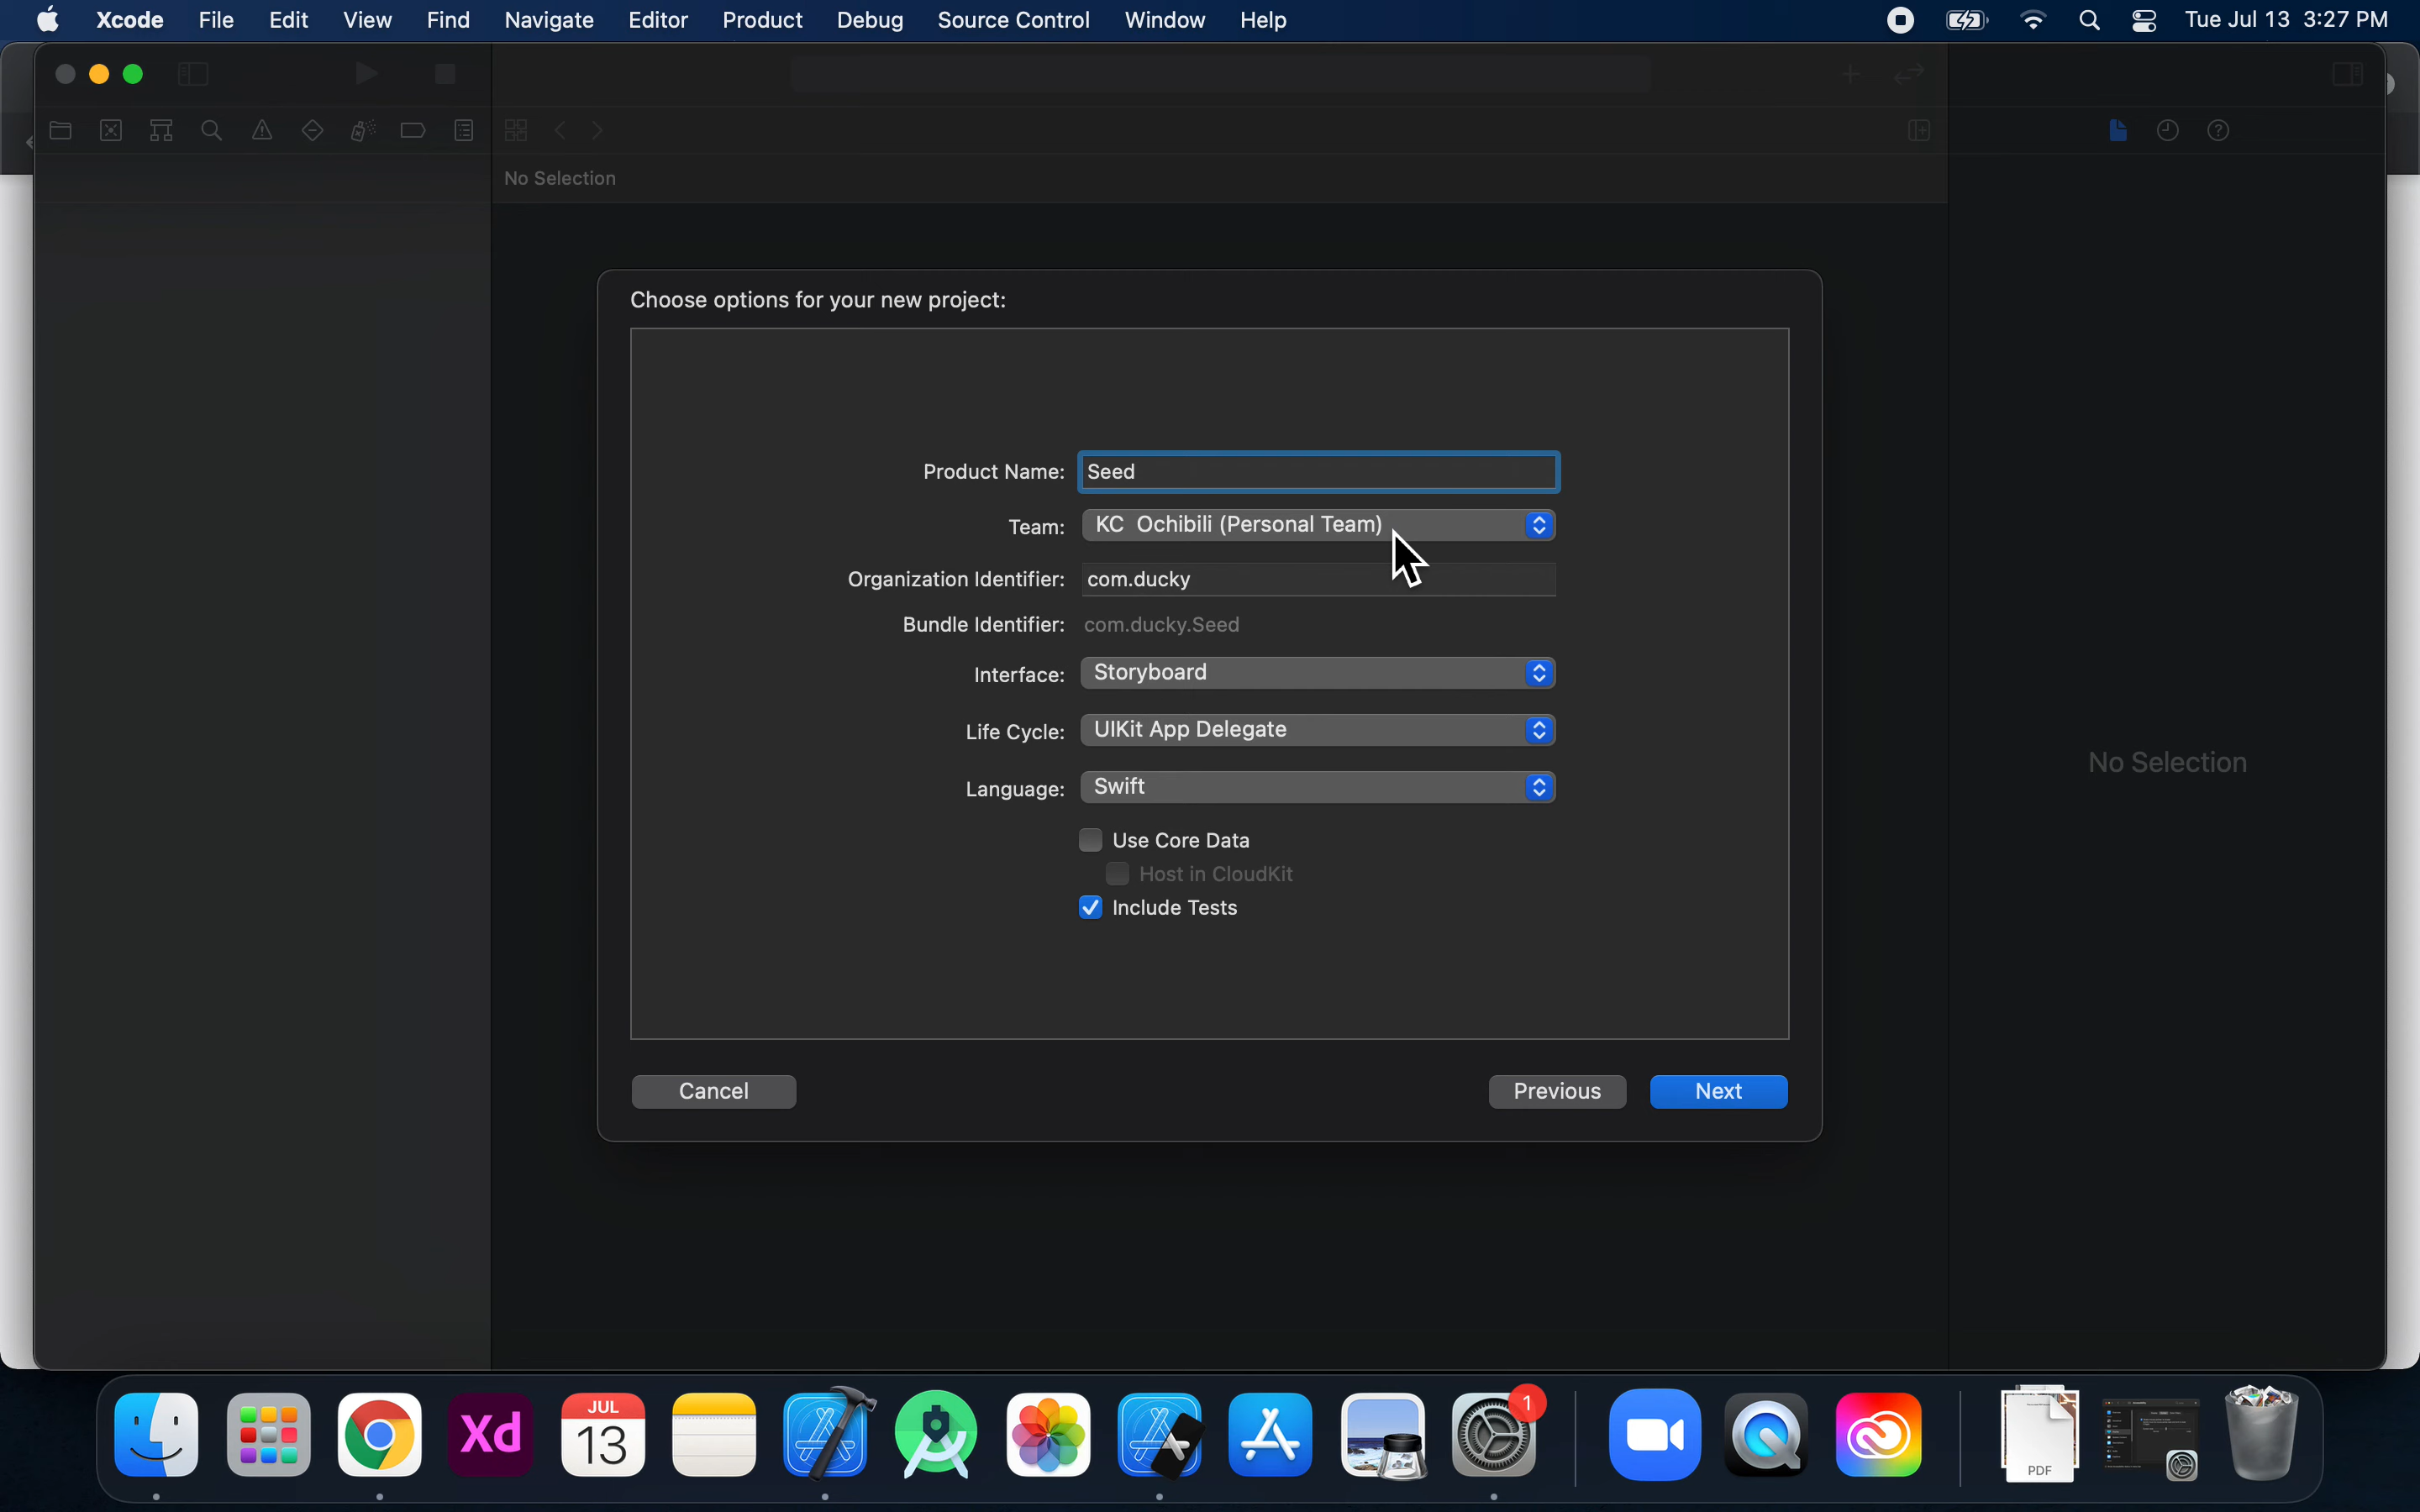 Xcode File Edit View Find Navigate Editor Product Debug Source Control Window Help Tue Jul 13 3:27 PM
No Selection
Choose options for your new project:
Product Name: Seed
Team: KC Ochibili (Personal Team)
Organization Identifier: com.ducky
Bundle Identifier: com.ducky.Seed
Interface: Storyboard
Life Cycle: UIKit App Delegate
No Selection
Language: Swift
Use Core Data
Host in CloudKit
Include Tests
Cancel Previous Next
Xd
JUL
13
1
PDF